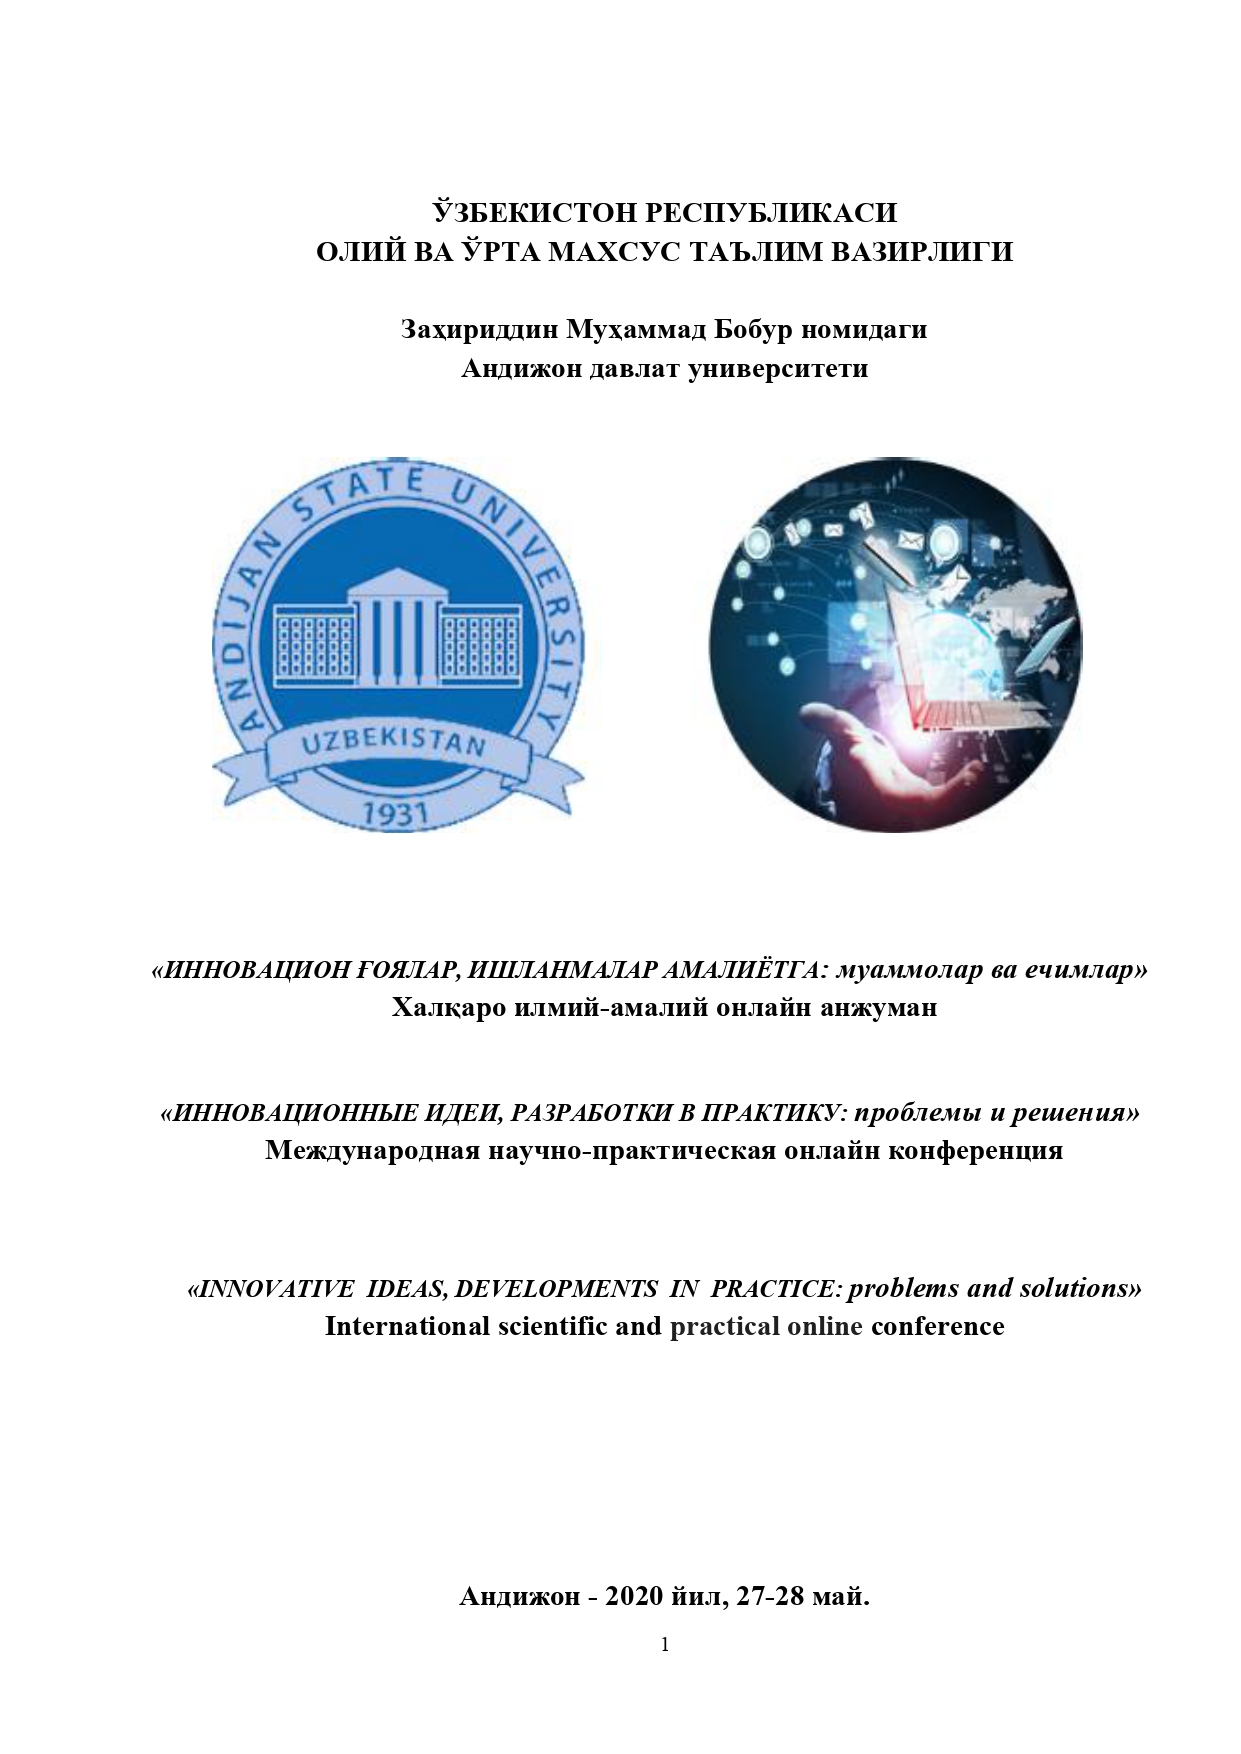 ЎЗБЕКИСТОН РЕСПУБЛИКАСИ
ОЛИЙ ВА ЎРТА МАХСУС ТАЪЛИМ ВАЗИРЛИГИ
Заҳириддин Муҳаммад Бобур номидаги
Андижон давлат университети
ANDIJAN STATE UNIVERSITY
UZBEKISTAN
1931
«ИННОВАЦИОН ҒОЯЛАР, ИШЛАНМАЛАР АМАЛИЁТГА: муаммолар ва ечимлар»
Халқаро илмий-амалий онлайн анжуман
«ИННОВАЦИОННЫЕ ИДЕИ, РАЗРАБОТКИ В ПРАКТИКУ: проблемы и решения»
Международная научно-практическая онлайн конференция
«INNOVATIVE IDEAS, DEVELOPMENTS IN PRACTICE: problems and solutions»
International scientific and practical online conference
Андижон - 2020 йил, 27-28 май.
1